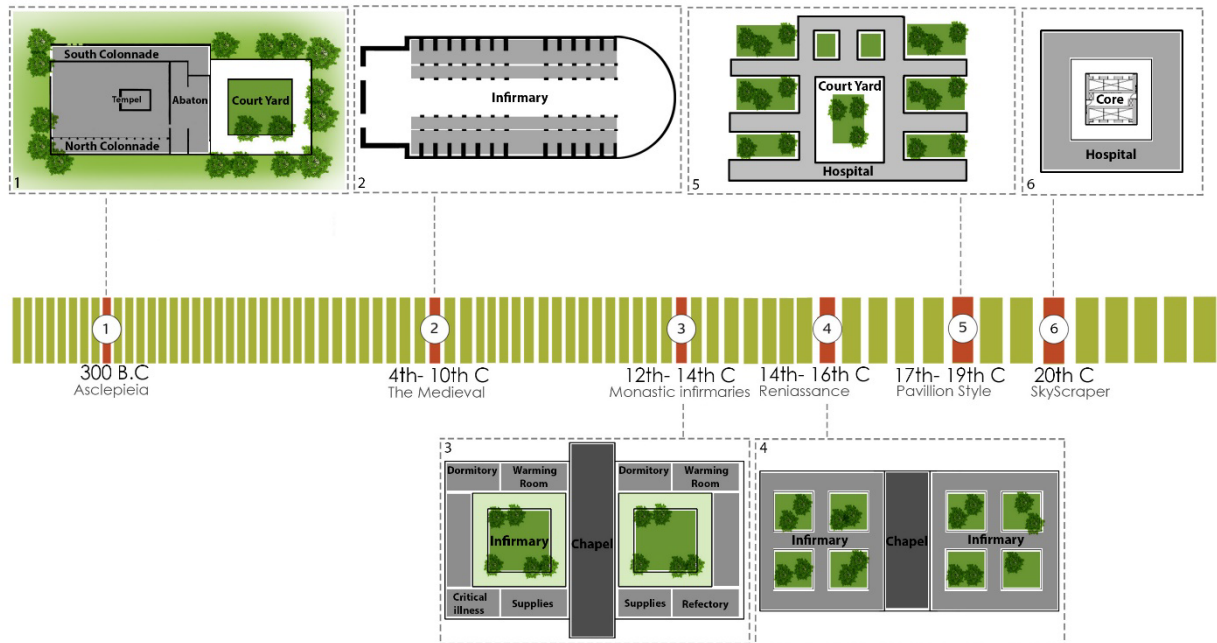 South Colonnade
Tempel
Abaton
Court Yard
North Colonnade
1
Infirmary
2
Court Yard
Hospital
5
Core
Hospital
6
1
2
3
4
5
6
300 B.C
Asclepieia
4th- 10th C
The Medieval
12th- 14th C
Monastic infirmaries
14th- 16th C
Reniassance
17th- 19th C
Pavillion Style
20th C
SkyScraper
3
Dormitory
Warming
Room
Dormitory
Warming
Room
Infirmary
Chapel
Critical
illness
Supplies
Supplies
Refectory
4
Infirmary
Chapel
Infirmary